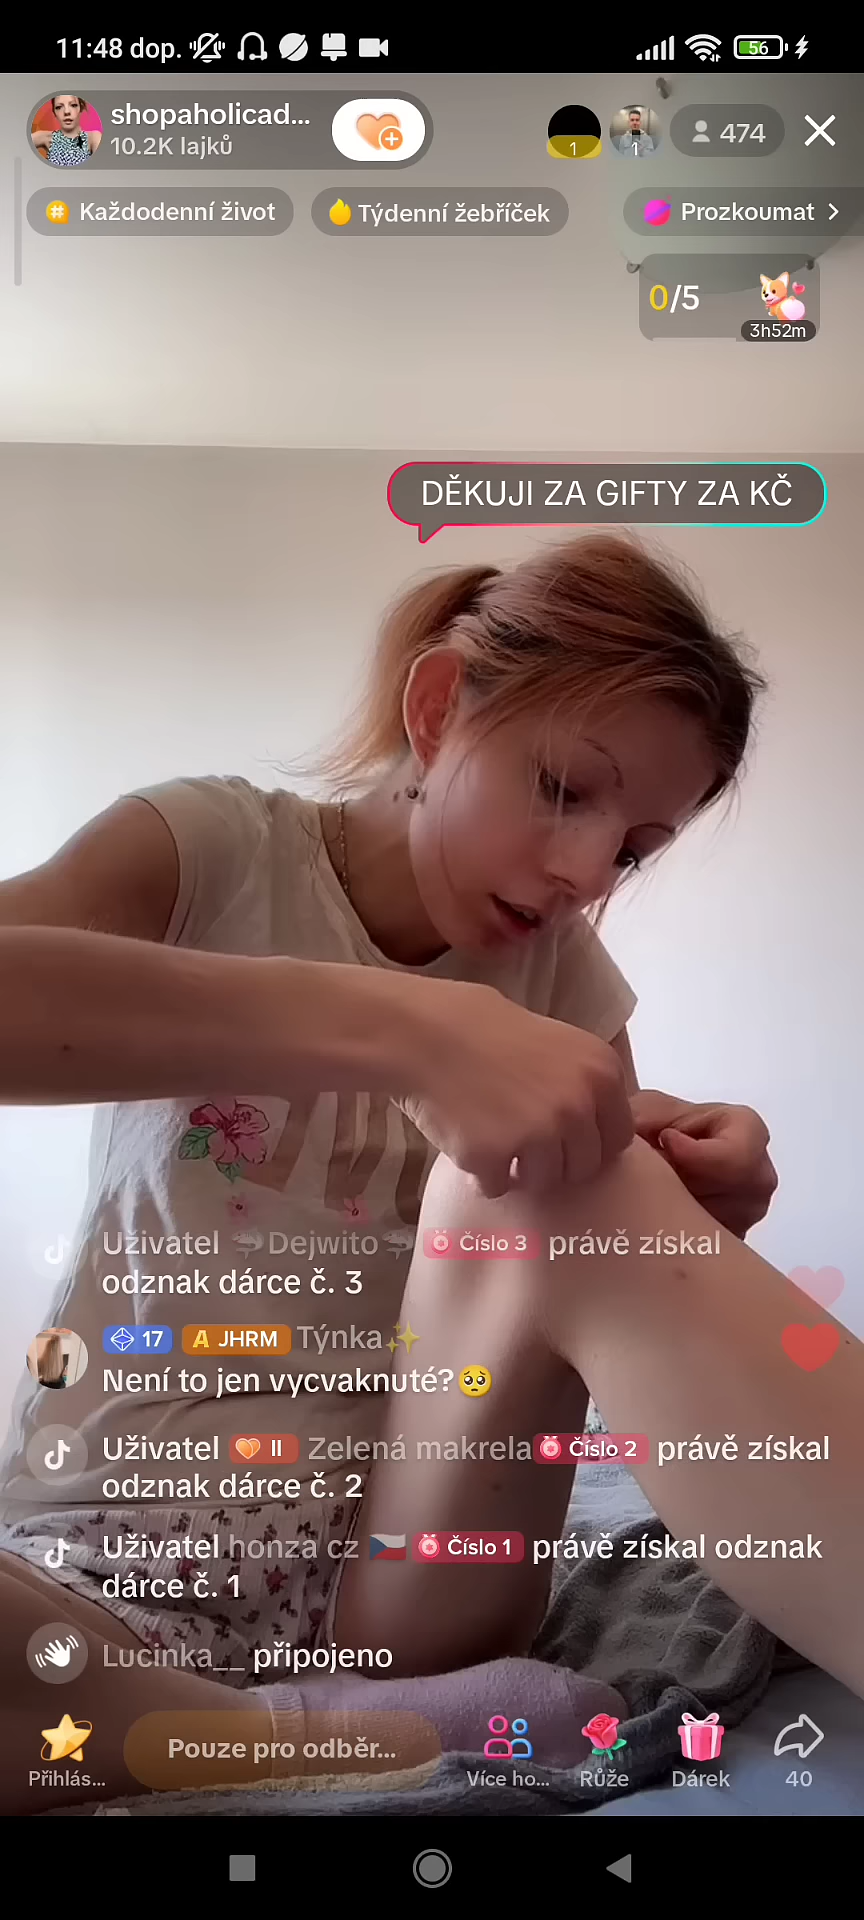 11:48 dop.
56
shopaholicad...
10.2K lajků
1
1
474
Každodenní život
Týdenní žebříček
Prozkoumat
0/5
3h52m
DĚKUJI ZA GIFTY ZA KČ
Uživatel Dejwito Číslo 3 právě získal
odznak dárce č. 3
17 A JHRM Týnka
Není to jen vycvaknuté?
Uživatel II Zelená makrela Číslo 2 právě získal
odznak dárce č. 2
Uživatel honza cz Číslo 1 právě získal odznak
dárce č. 1
Lucinka__ připojeno
Pouze pro odběr...
Přihlás...
Více ho...
Růže
Dárek
40